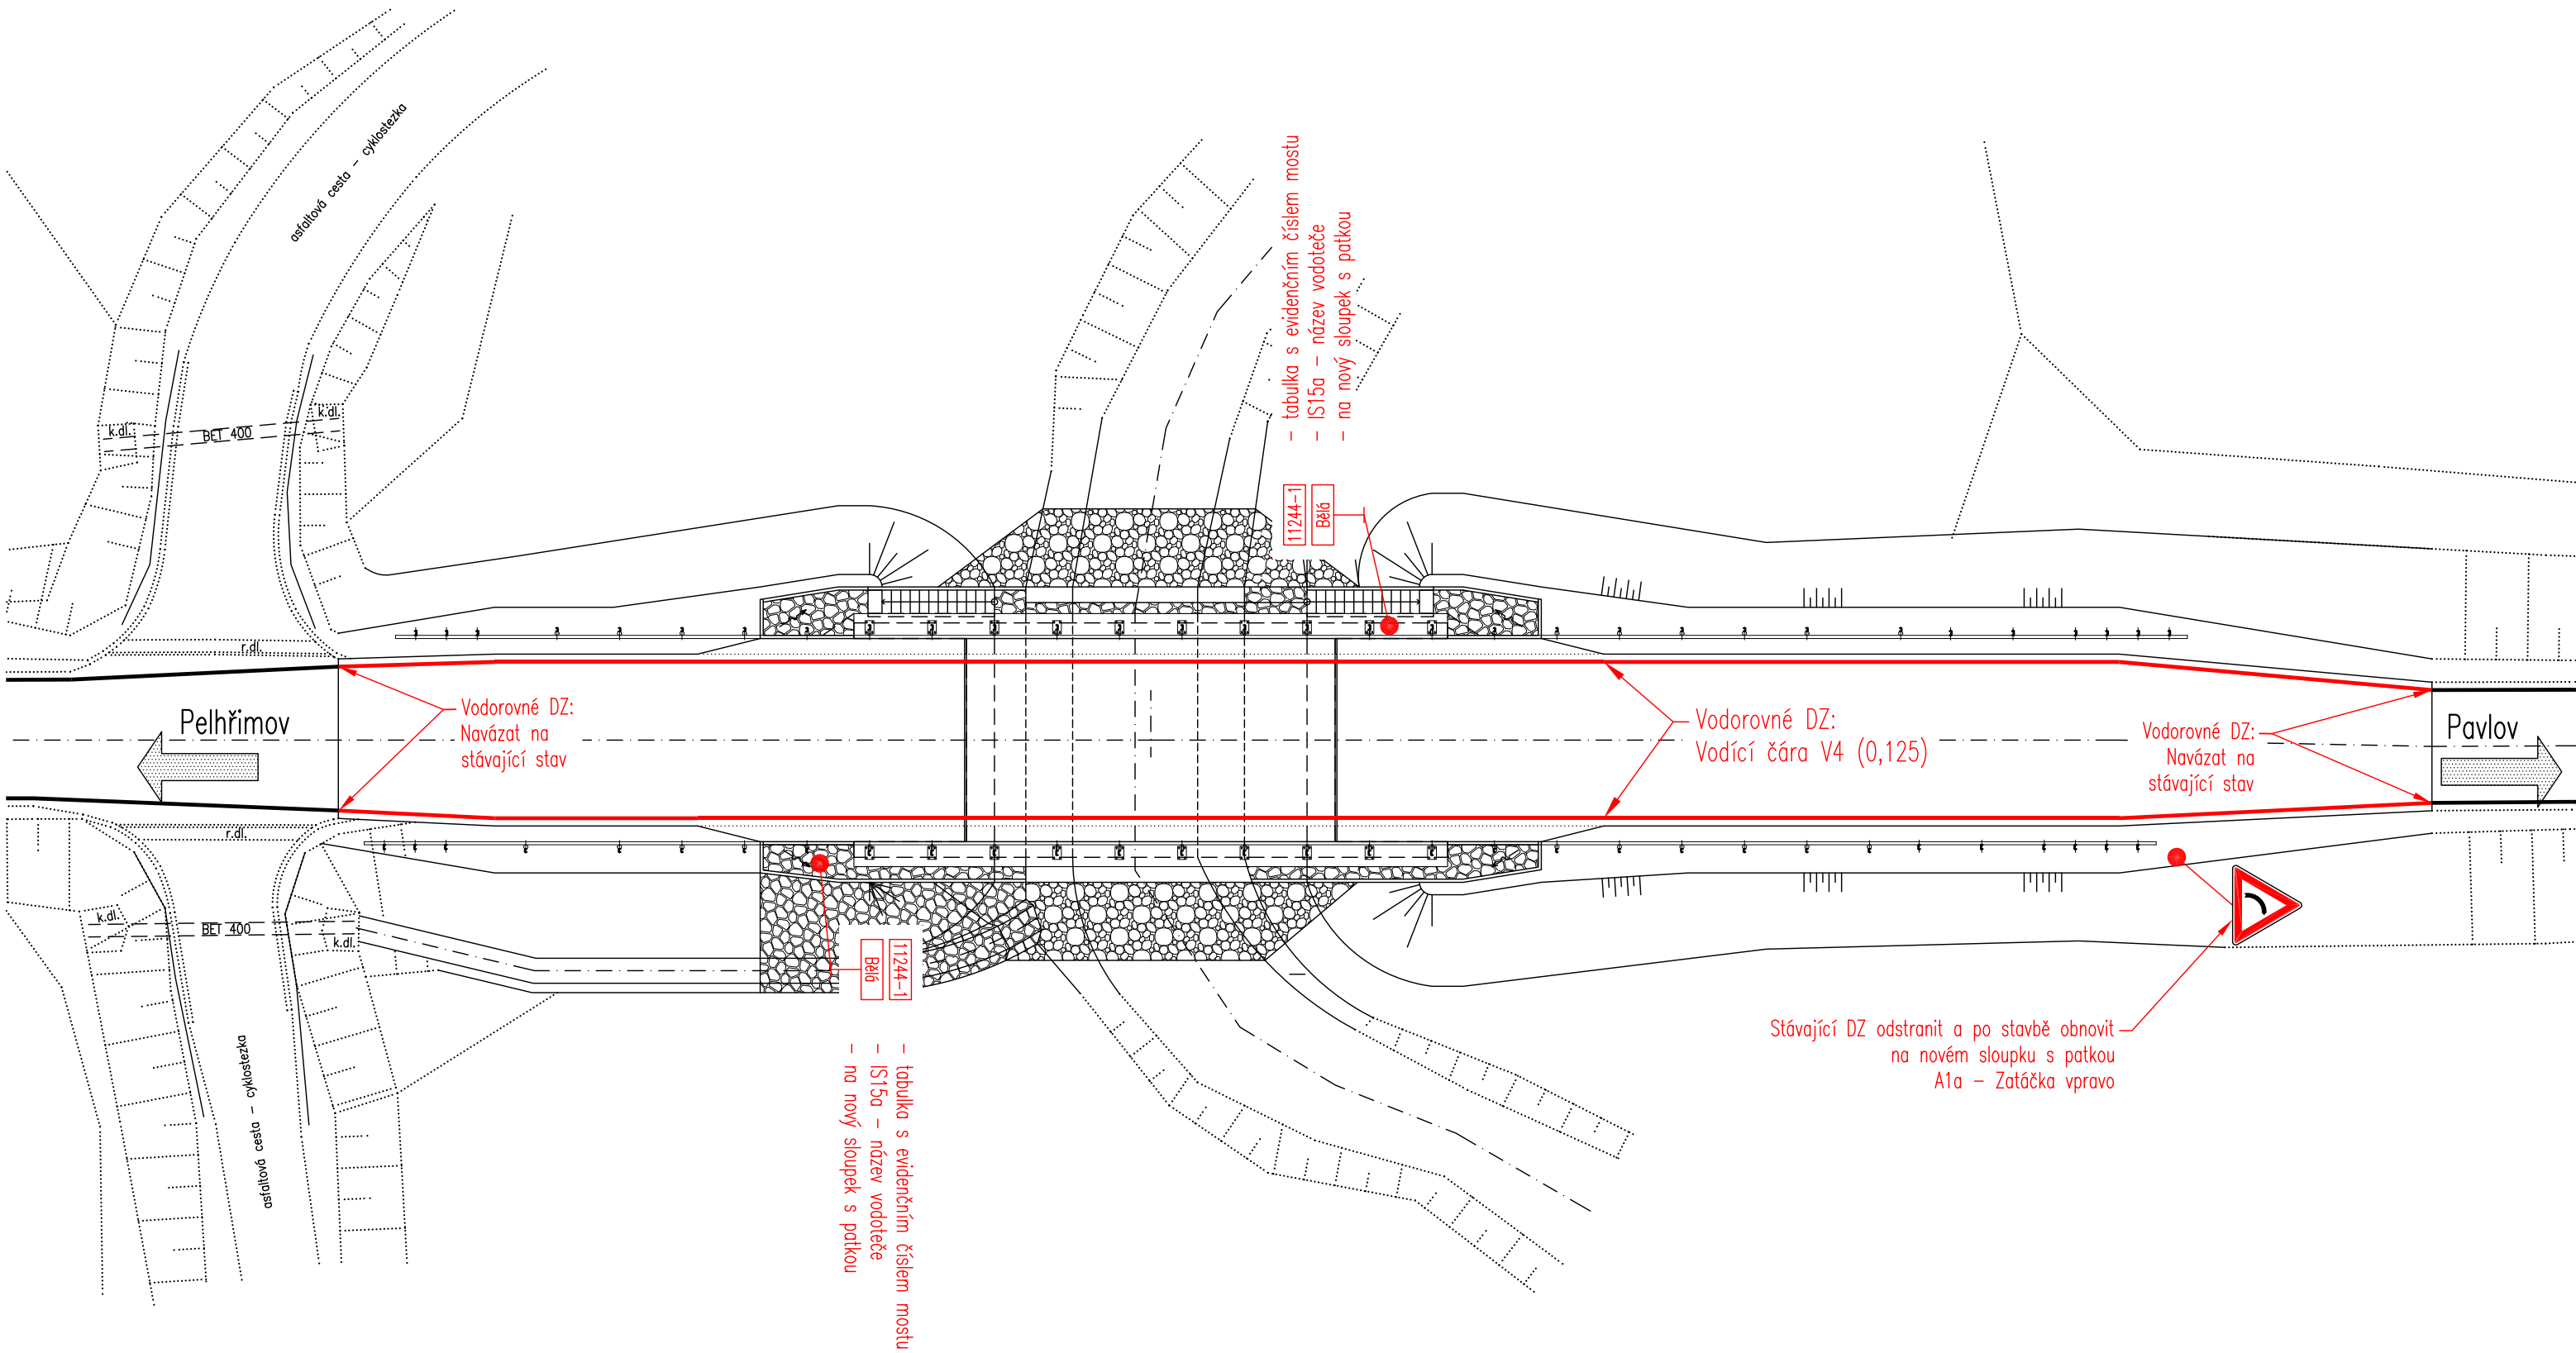 asfaltová cesta - cyklostezka
k.dl.
BET 400
k.dl.
r.dl.
- tabulka s evidenčním číslem mostu
- IS15a - název vodoteče
- na nový sloupek s patkou
11244-1
Bělá
Pelhřimov
Vodorovné DZ:
Navázat na
stávající stav
Vodorovné DZ:
Vodící čára V4 (0,125)
Vodorovné DZ:
Navázat na
stávající stav
Pavlov
r.dl.
k.dl.
BET 400
k.dl.
asfaltová cesta - cyklostezka
11244-1
Bělá
- tabulka s evidenčním číslem mostu
- IS15a - název vodoteče
- na nový sloupek s patkou
Stávající DZ odstranit a po stavbě obnovit
na novém sloupku s patkou
A1a - Zatáčka vpravo